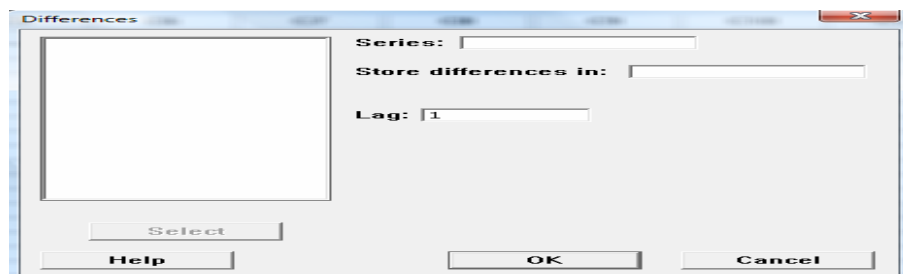 Differences
Series:
Store differences in:
Lag: 1
Select
Help OK Cancel